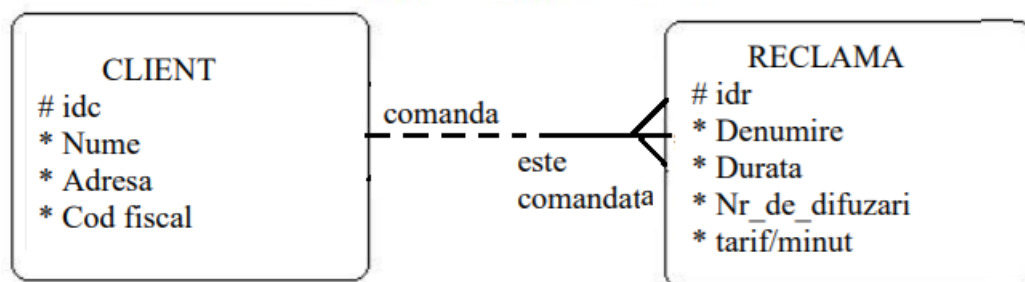 CLIENT
# idc
* Nume
* Adresa
* Cod fiscal
comanda
este
comandata
RECLAMA
# idr
* Denumire
* Durata
* Nr_de_difuzari
* tarif/minut